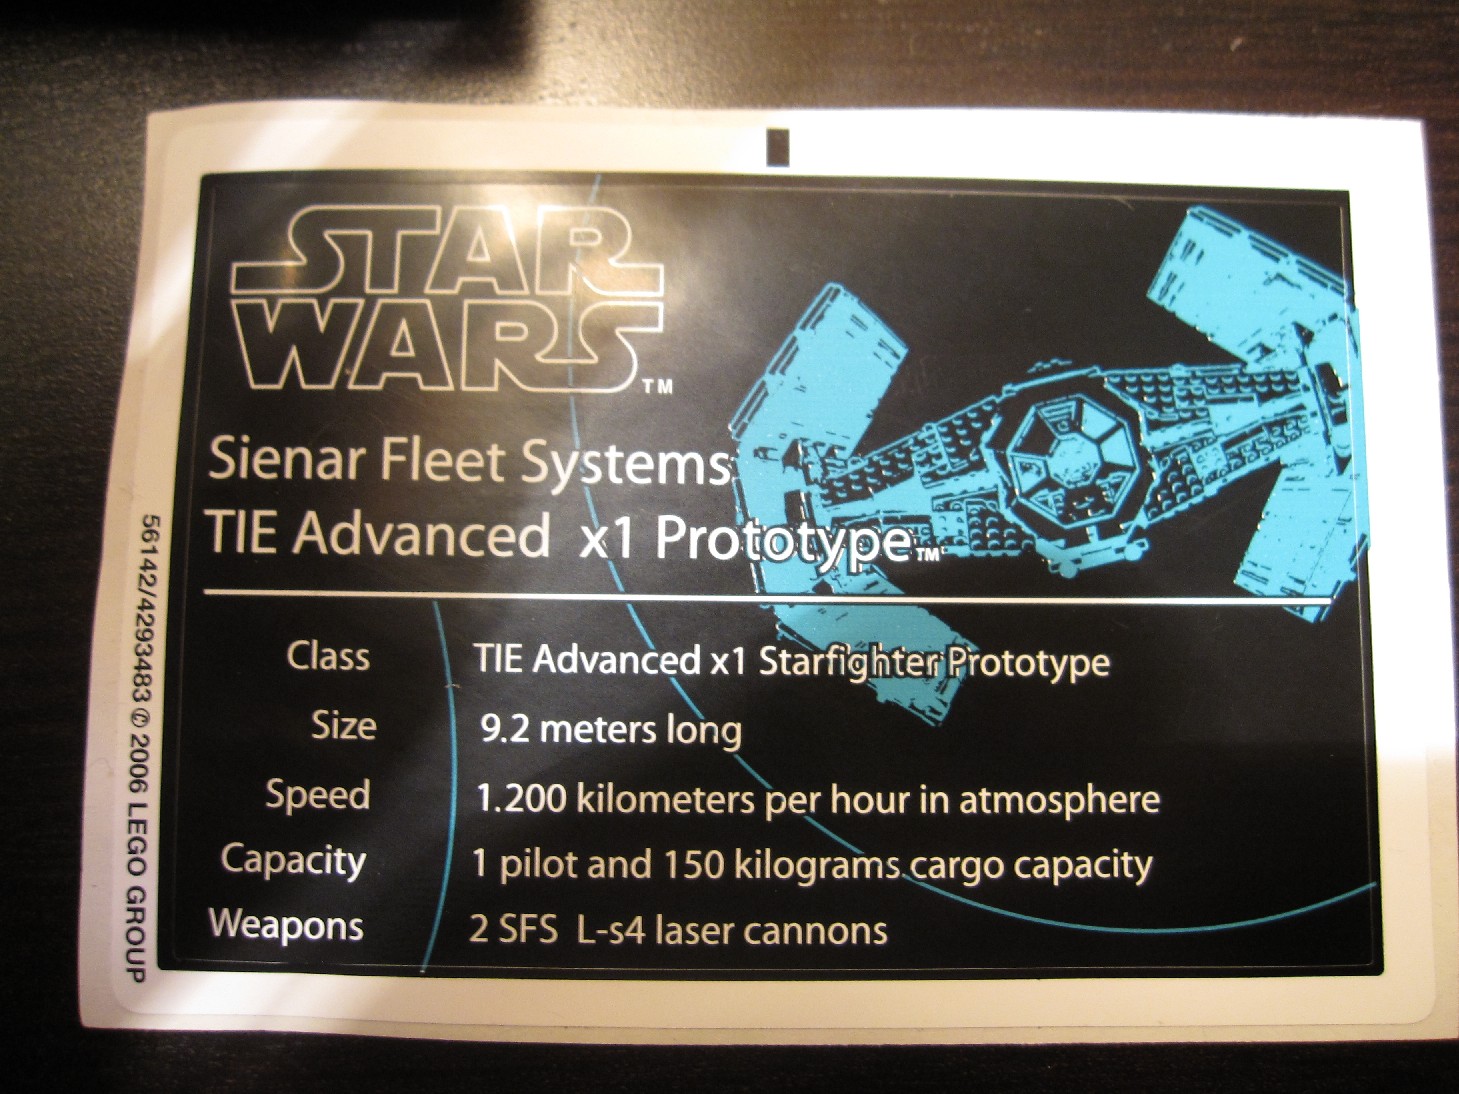 STAR
WARS™
Sienar Fleet Systems
TIE Advanced x1 Prototype™
Class TIE Advanced x1 Starfighter Prototype
Size 9.2 meters long
Speed 1.200 kilometers per hour in atmosphere
Capacity 1 pilot and 150 kilograms cargo capacity
Weapons 2 SFS L-s4 laser cannons
56142/4293483 © 2006 LEGO GROUP